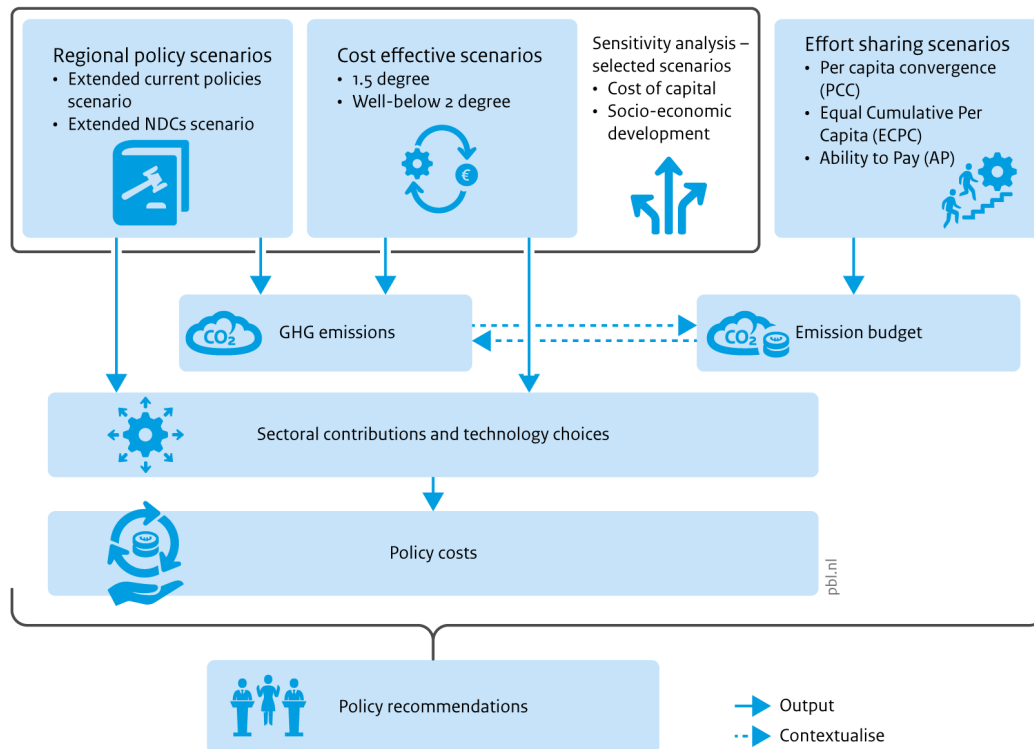 Regional policy scenarios
• Extended current policies
scenario
• Extended NDCs scenario
Cost effective scenarios
• 1.5 degree
• Well-below 2 degree
€
Sensitivity analysis –
selected scenarios
• Cost of capital
• Socio-economic
development
Effort sharing scenarios
• Per capita convergence
(PCC)
• Equal Cumulative Per
Capita (ECPC)
• Ability to Pay (AP)
CO2
GHG emissions
CO2
Emission budget
Sectoral contributions and technology choices
Policy costs
pbl.nl
Policy recommendations
Output
Contextualise